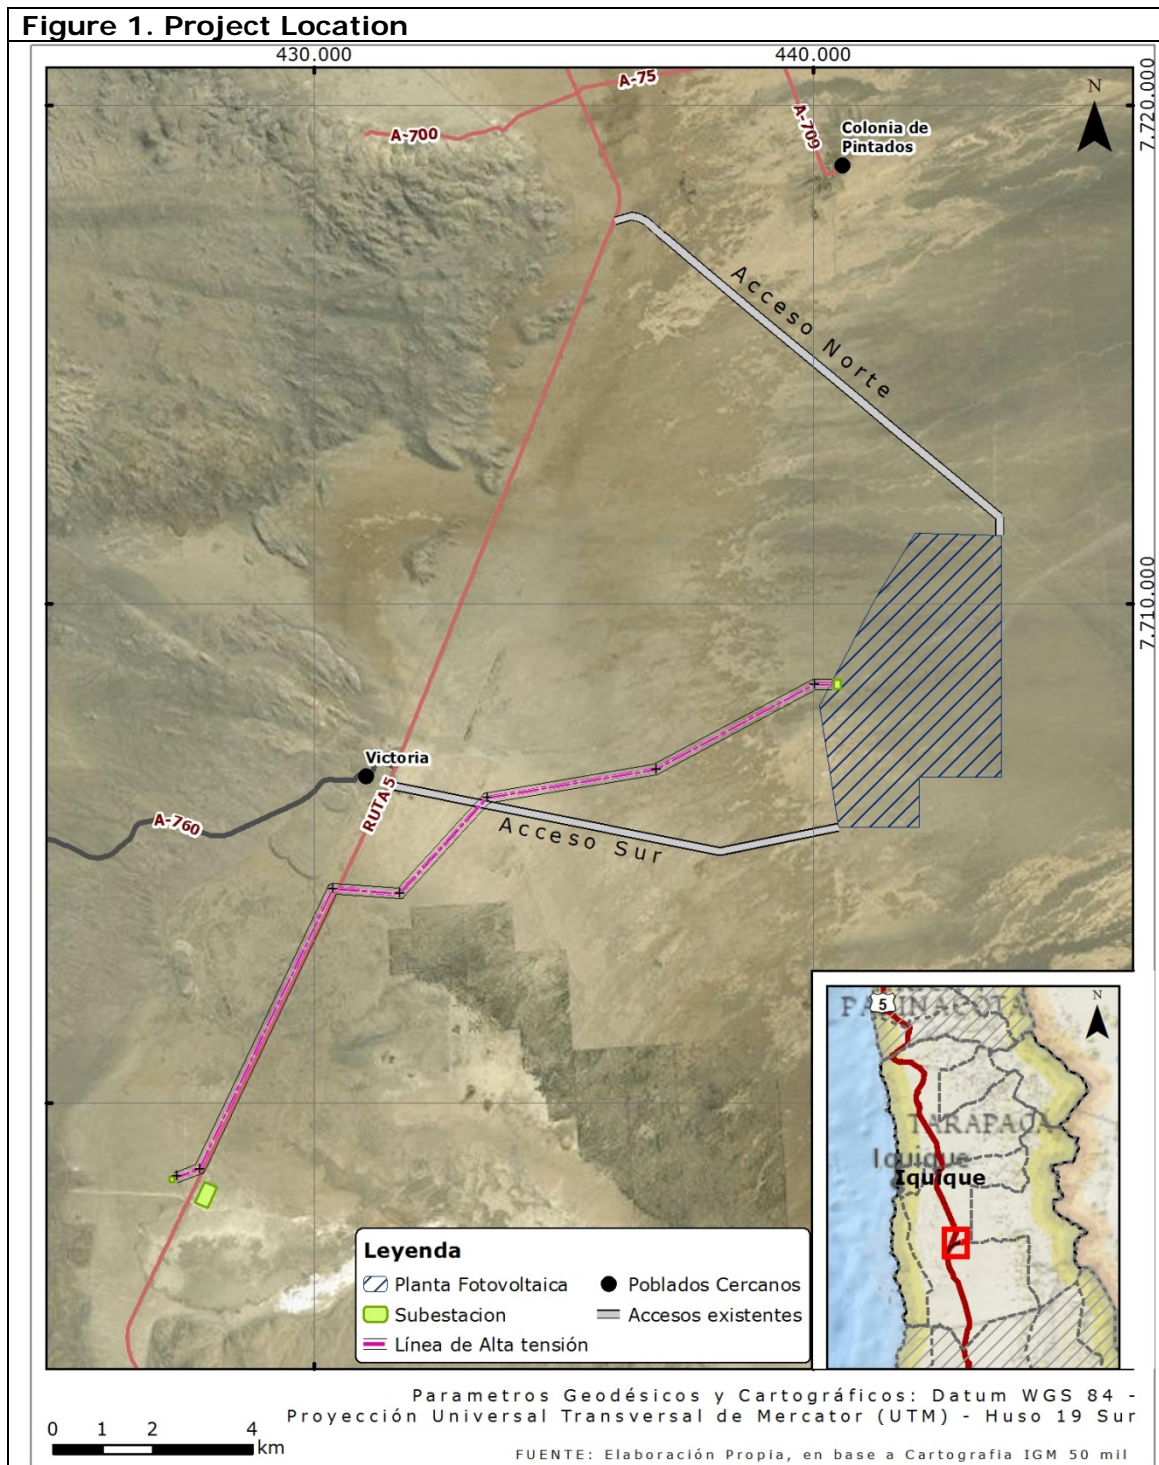 Figure 1. Project Location
430.000
440.000
7.720.000
A-75
A-700
A-709
N
Colonia de
Pintados
Acceso Norte
7.710.000
Victoria
RUTA 5
A-760
Acceso Sur
N
5
TARAPACA
Iquique
Iquique
Leyenda
Planta Fotovoltaica
Poblados Cercanos
Subestacion
Accesos existentes
Línea de Alta tensión
Parametros Geodésicos y Cartográficos: Datum WGS 84 -
Proyección Universal Transversal de Mercator (UTM) - Huso 19 Sur
0 1 2 4
km
FUENTE: Elaboración Propia, en base a Cartografia IGM 50 mil